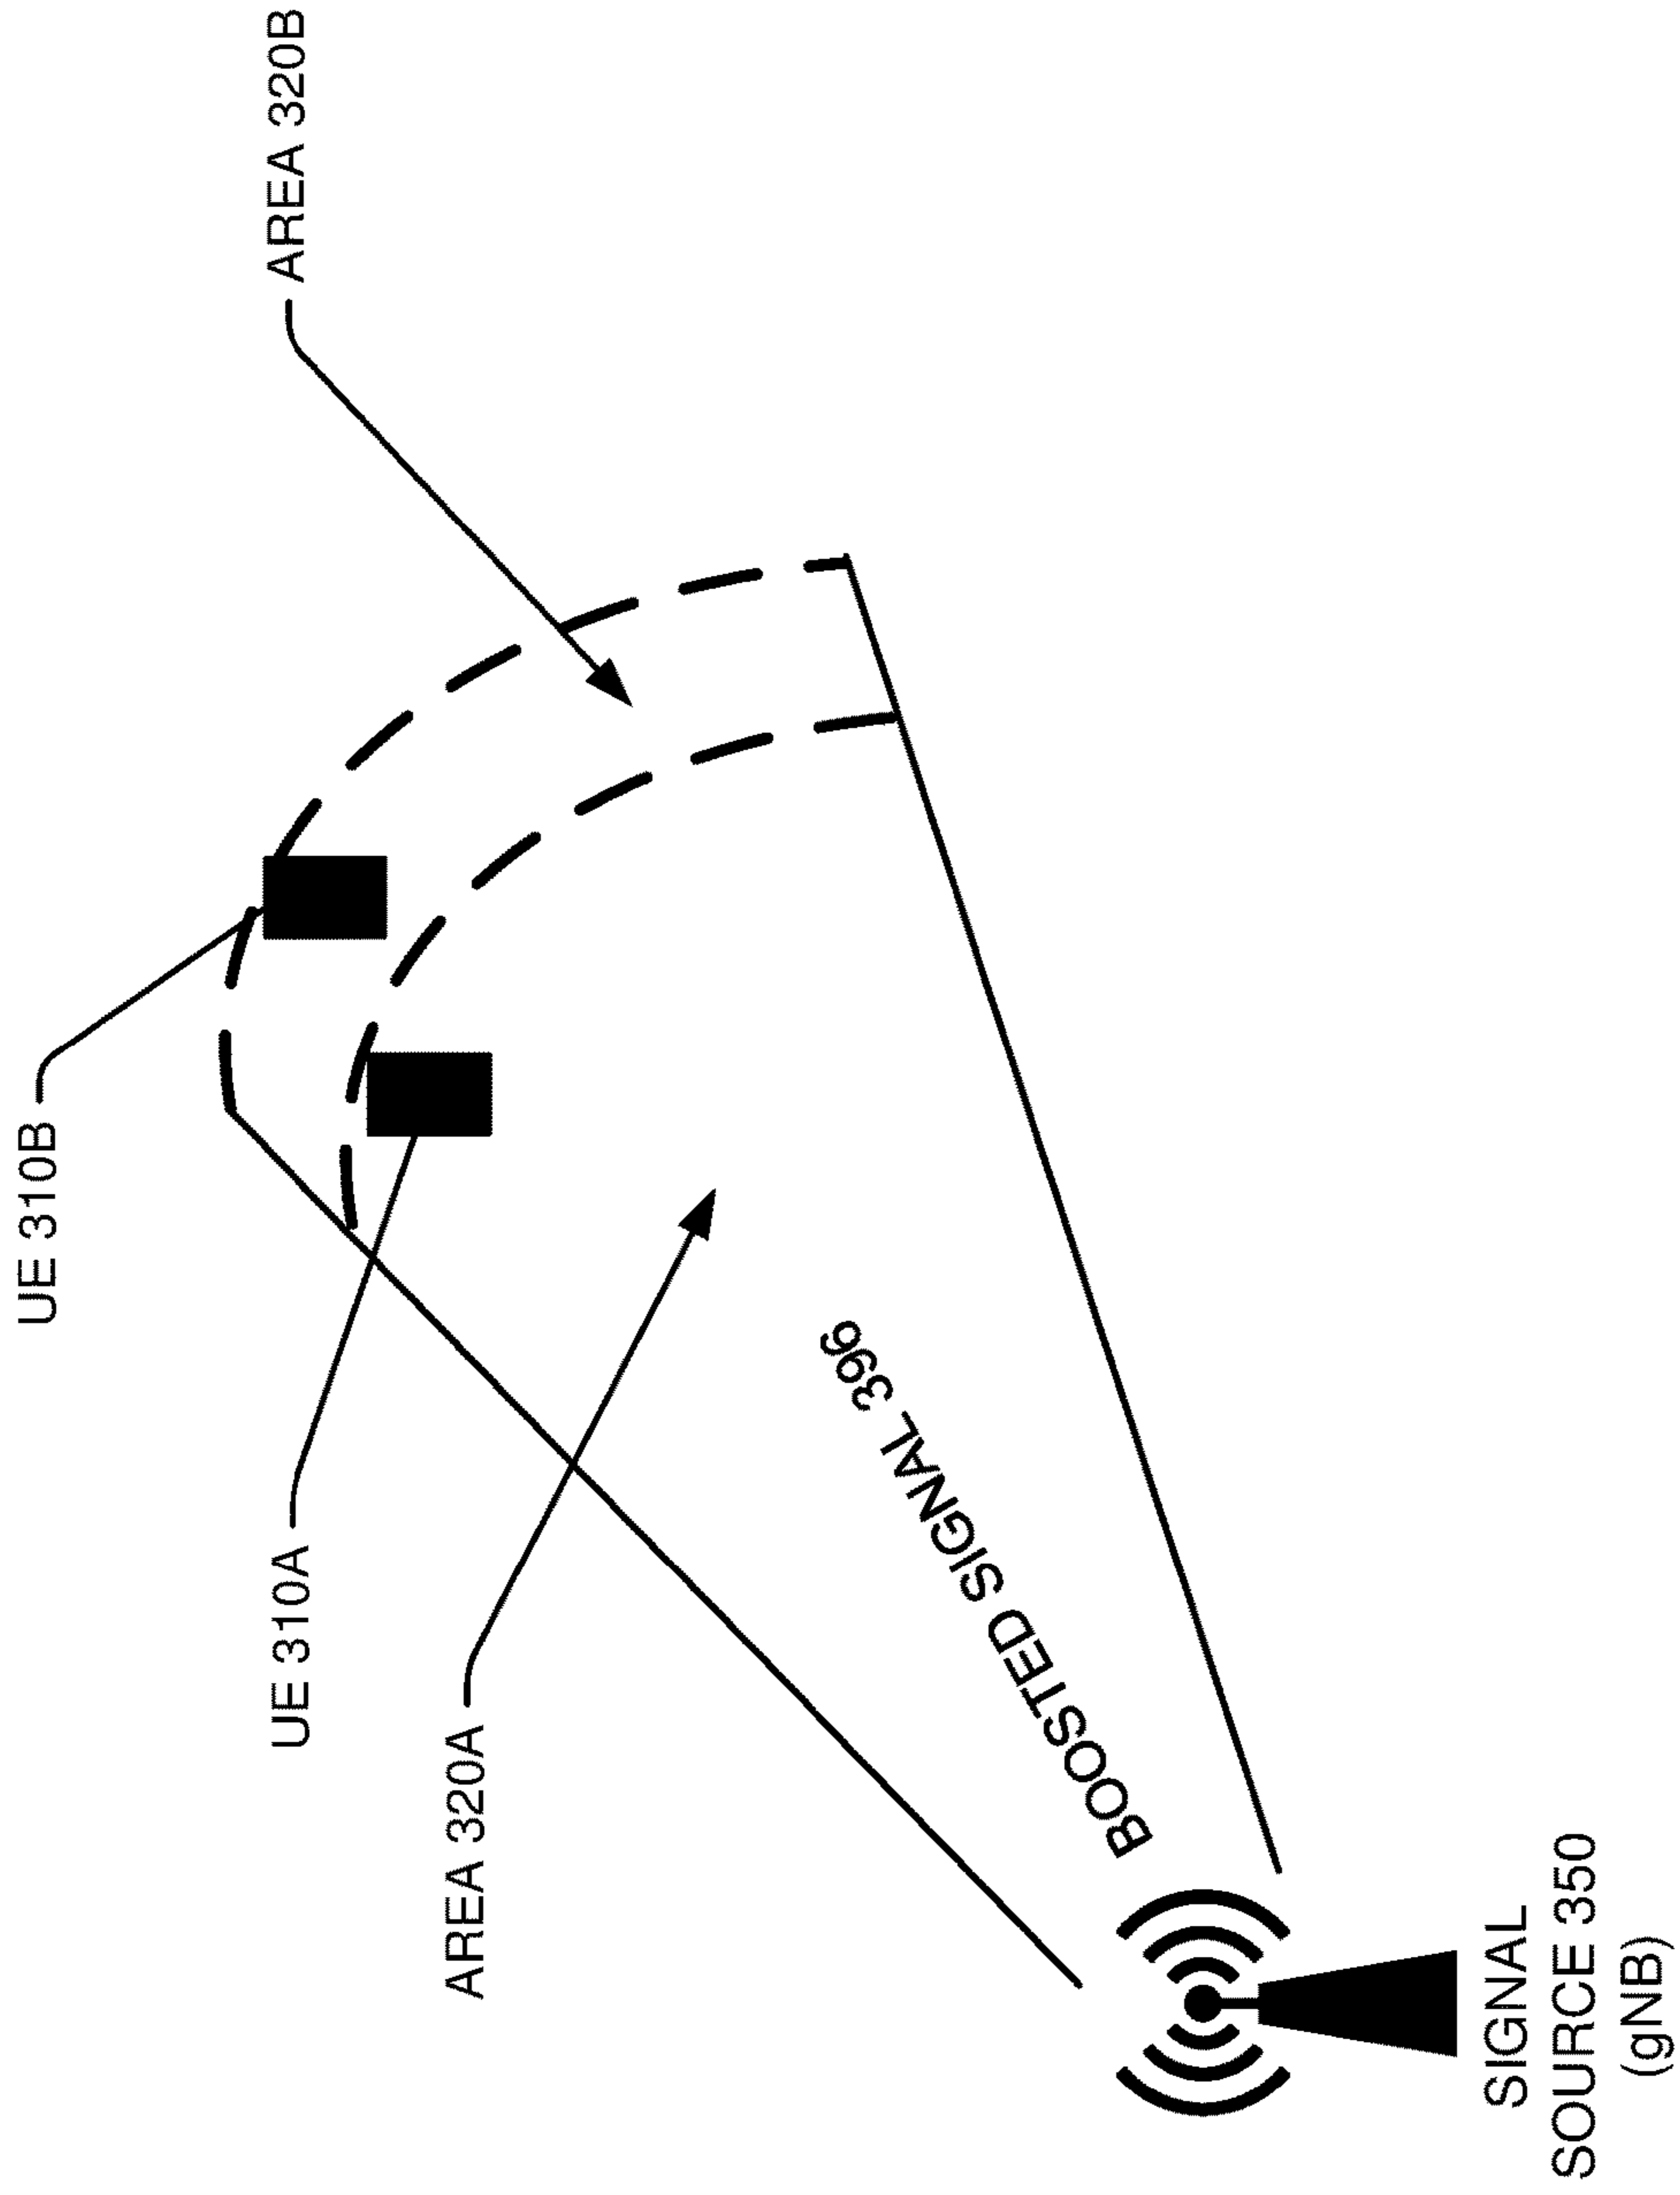 UE 310B
AREA 320B
UE 310A
AREA 320A
BOOSTED SIGNAL 396
SIGNAL
SOURCE 350
(gNB)